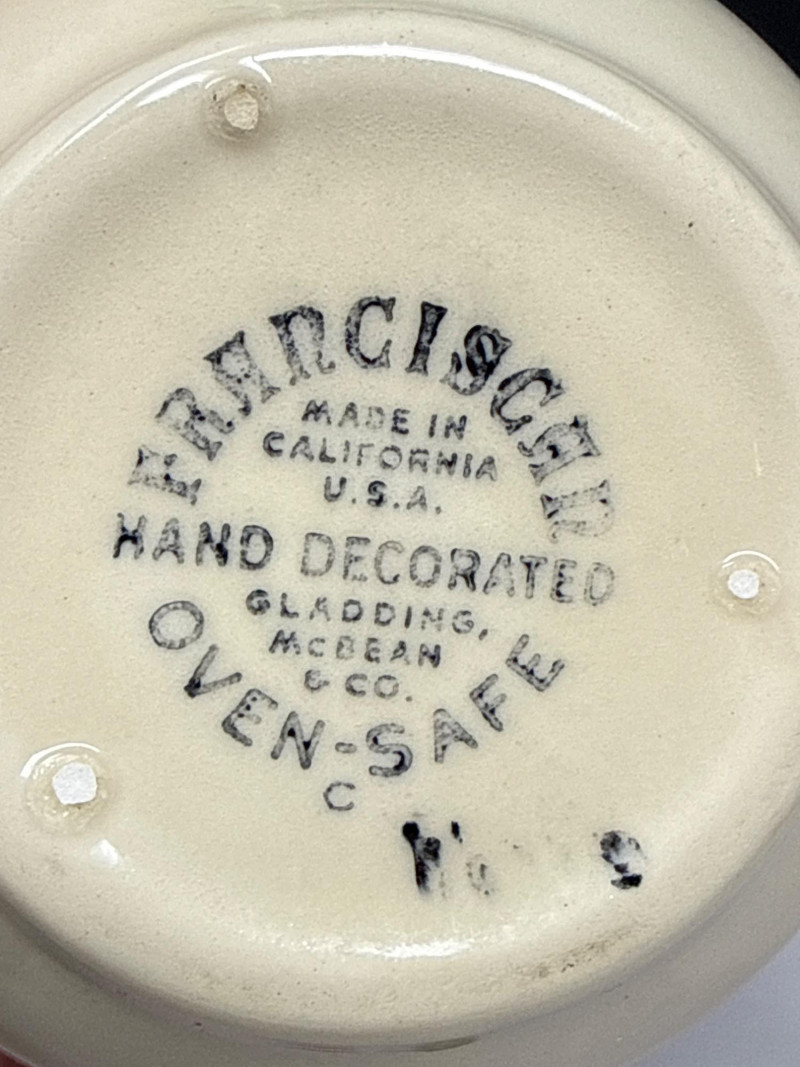 FRANCISCAN
MADE IN
CALIFORNIA
U.S.A.
HAND DECORATED
GLADDING,
McBEAN
& CO.
OVEN-SAFE
C